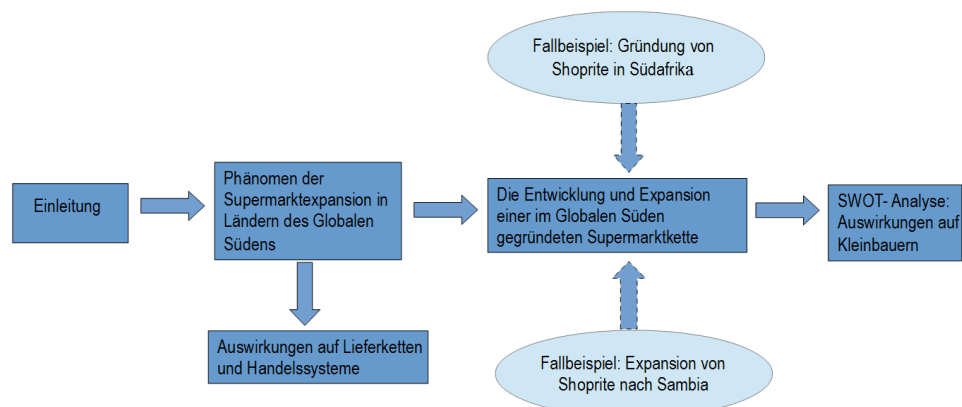 Fallbeispiel: Gründung von
Shoprite in Südafrika
Einleitung
Phänomen der
Supermarktexpansion in
Ländern des Globalen
Südens
Die Entwicklung und Expansion
einer im Globalen Süden
gegründeten Supermarktkette
SWOT- Analyse:
Auswirkungen auf
Kleinbauern
Auswirkungen auf Lieferketten
und Handelssysteme
Fallbeispiel: Expansion von
Shoprite nach Sambia